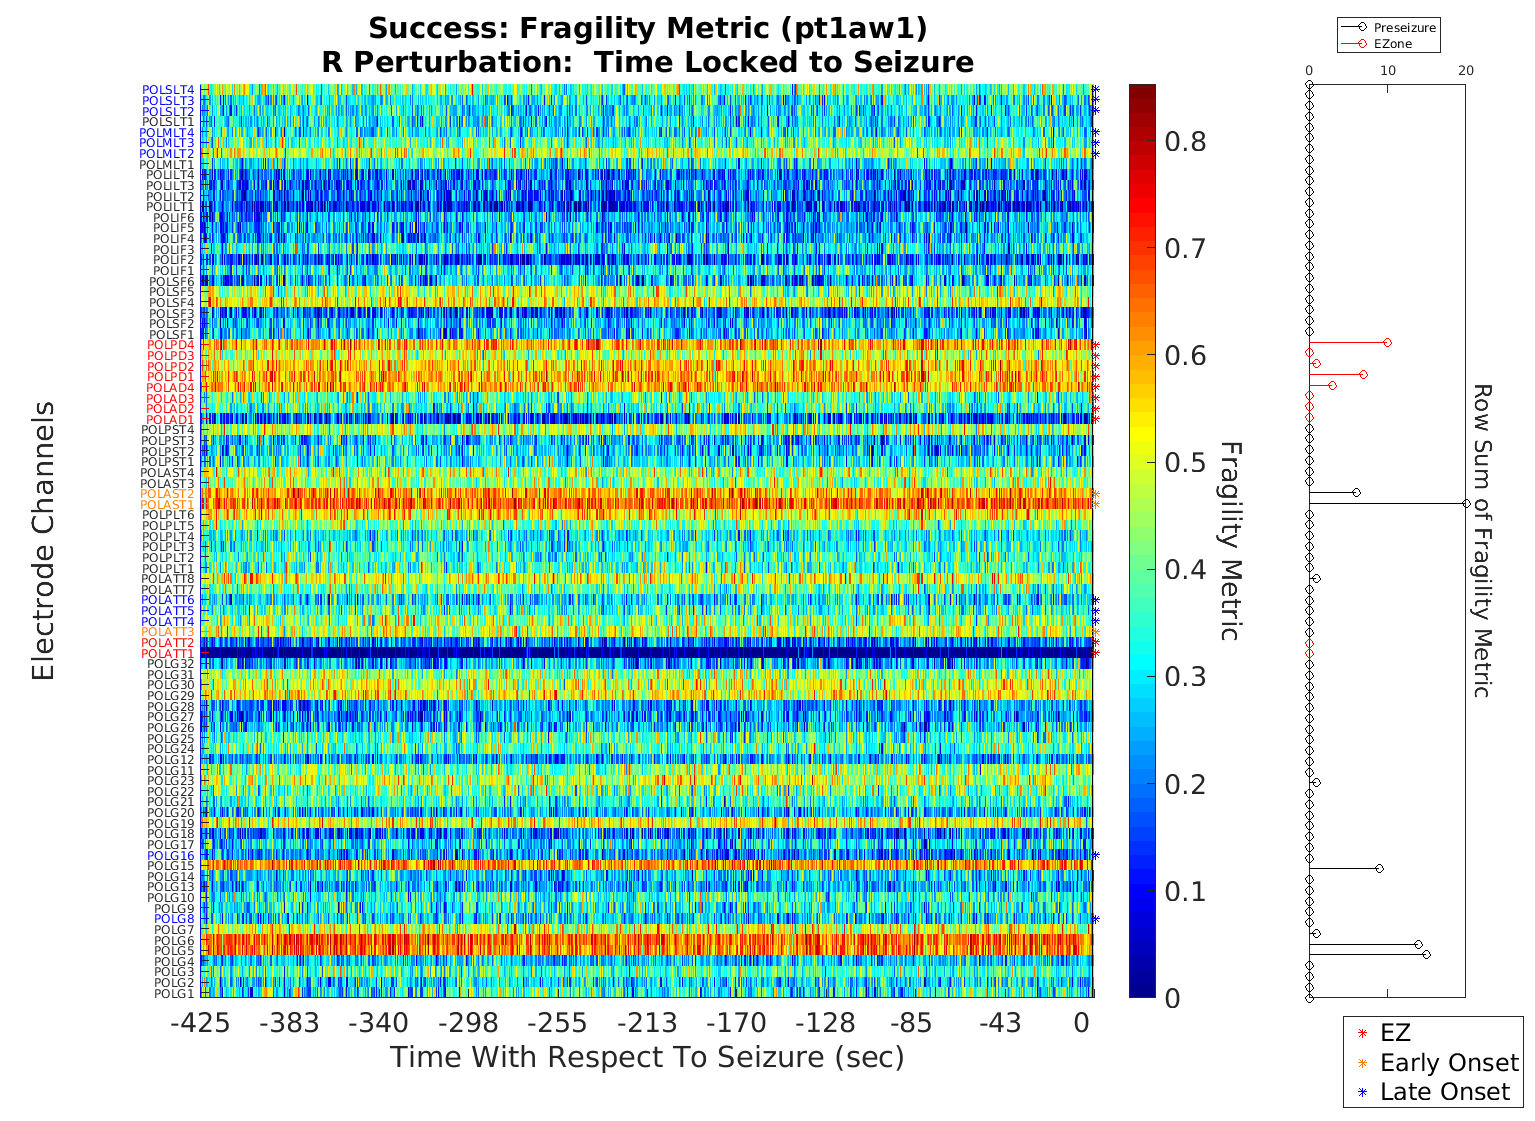 Success: Fragility Metric (pt1aw1)
R Perturbation: Time Locked to Seizure
Preseizure
EZone
0 10 20
Electrode Channels
POLSLT4
POLSLT3
POLSLT2
POLSLT1
POLMLT4
POLMLT3
POLMLT2
POLMLT1
POLILT4
POLILT3
POLILT2
POLILT1
POLIF6
POLIF5
POLIF4
POLIF3
POLIF2
POLIF1
POLSF6
POLSF5
POLSF4
POLSF3
POLSF2
POLSF1
POLPD4
POLPD3
POLPD2
POLPD1
POLAD4
POLAD3
POLAD2
POLAD1
POLPST4
POLPST3
POLPST2
POLPST1
POLAST4
POLAST3
POLAST2
POLAST1
POLPLT6
POLPLT5
POLPLT4
POLPLT3
POLPLT2
POLPLT1
POLATT8
POLATT7
POLATT6
POLATT5
POLATT4
POLATT3
POLATT2
POLATT1
POLG32
POLG31
POLG30
POLG29
POLG28
POLG27
POLG26
POLG25
POLG24
POLG12
POLG11
POLG23
POLG22
POLG21
POLG20
POLG19
POLG18
POLG17
POLG16
POLG15
POLG14
POLG13
POLG10
POLG9
POLG8
POLG7
POLG6
POLG5
POLG4
POLG3
POLG2
POLG1
-425 -383 -340 -298 -255 -213 -170 -128 -85 -43 0
Time With Respect To Seizure (sec)
0.8
0.7
0.6
0.5
0.4
0.3
0.2
0.1
0
Fragility Metric
Row Sum of Fragility Metric
EZ
Early Onset
Late Onset